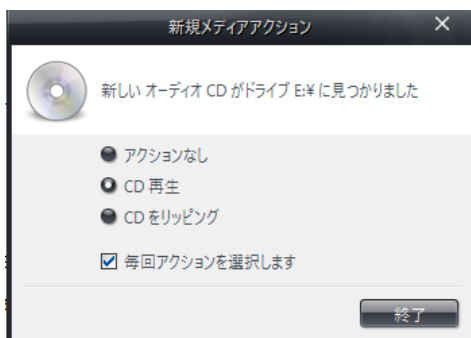 新規メディアアクション
新しい オーディオ CD がドライブ E:¥ に見つかりました
アクションなし
CD 再生
CD をリッピング
毎回アクションを選択します
終了